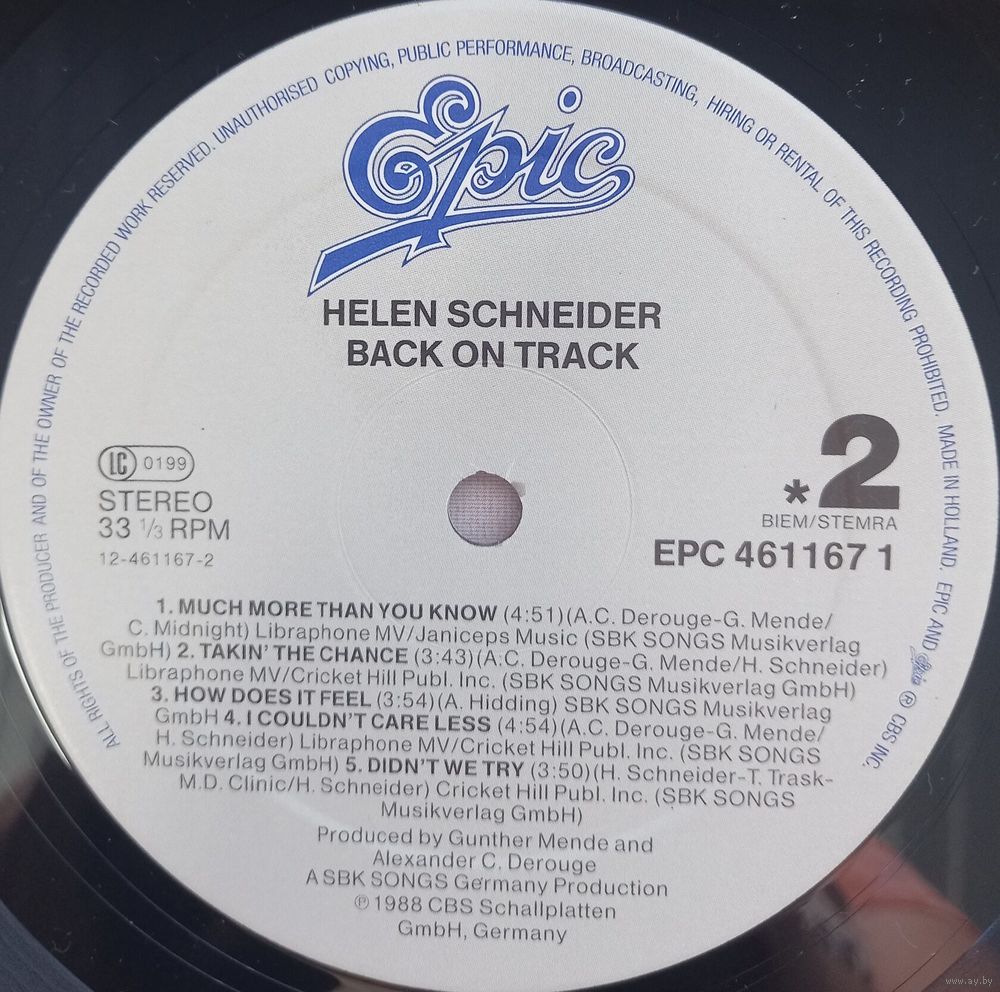 ALL RIGHTS OF THE PRODUCER AND OF THE OWNER OF THE RECORDED WORK RESERVED. UNAUTHORISED COPYING, PUBLIC PERFORMANCE, BROADCASTING, HIRING OR RENTAL OF THIS RECORDING PROHIBITED. MADE IN HOLLAND. EPIC AND Epic ℗ CBS INC.
Epic
HELEN SCHNEIDER
BACK ON TRACK
LC 0199
STEREO
33 1/3 RPM
12-461167-2
*2
BIEM/STEMRA
EPC 461167 1
1. MUCH MORE THAN YOU KNOW (4:51)(A.C. Derouge-G. Mende/
C. Midnight) Libraphone MV/Janiceps Music (SBK SONGS Musikverlag
GmbH) 2. TAKIN' THE CHANCE (3:43)(A.C. Derouge-G. Mende/H. Schneider)
Libraphone MV/Cricket Hill Publ. Inc. (SBK SONGS Musikverlag GmbH)
3. HOW DOES IT FEEL (3:54)(A. Hidding) SBK SONGS Musikverlag
GmbH 4. I COULDN'T CARE LESS (4:54)(A.C. Derouge-G. Mende/
H. Schneider) Libraphone MV/Cricket Hill Publ. Inc. (SBK SONGS
Musikverlag GmbH) 5. DIDN'T WE TRY (3:50)(H. Schneider-T. Trask-
M.D. Clinic/H. Schneider) Cricket Hill Publ. Inc. (SBK SONGS
Musikverlag GmbH)
Produced by Gunther Mende and
Alexander C. Derouge
A SBK SONGS Germany Production
℗ 1988 CBS Schallplatten
GmbH, Germany
www.ay.by